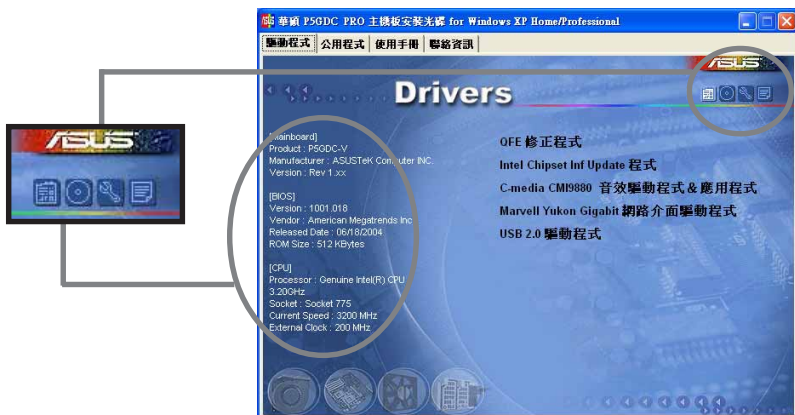 華碩 P5GDC PRO 主機板安裝光碟 for Windows XP Home/Professional
驅動程式 公用程式 使用手冊 聯絡資訊
ASUS
Drivers
ASUS
[Mainboard]
Product : P5GDC-V
Manufacturer : ASUSTeK Computer INC.
Version : Rev 1.xx
[BIOS]
Version : 1001.018
Vendor : American Megatrends Inc
Released Date : 06/18/2004
ROM Size : 512 KBytes
[CPU]
Processor : Genuine Intel(R) CPU
3.20GHz
Socket : Socket 775
Current Speed : 3200 MHz
External Clock : 200 MHz
QFE 修正程式
Intel Chipset Inf Update 程式
C-media CMI9880 音效驅動程式 & 應用程式
Marvell Yukon Gigabit 網路介面驅動程式
USB 2.0 驅動程式